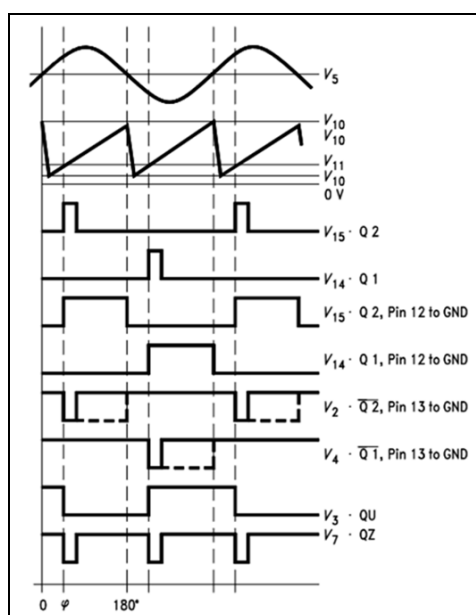 V5
V10
V10
V11
V10
0 V
V15 · Q 2
V14 · Q 1
V15 · Q 2, Pin 12 to GND
V14 · Q 1, Pin 12 to GND
V2 · Q̅ 2̅, Pin 13 to GND
V4 · Q̅ 1̅, Pin 13 to GND
V3 · QU
V7 · QZ
0 φ 180°